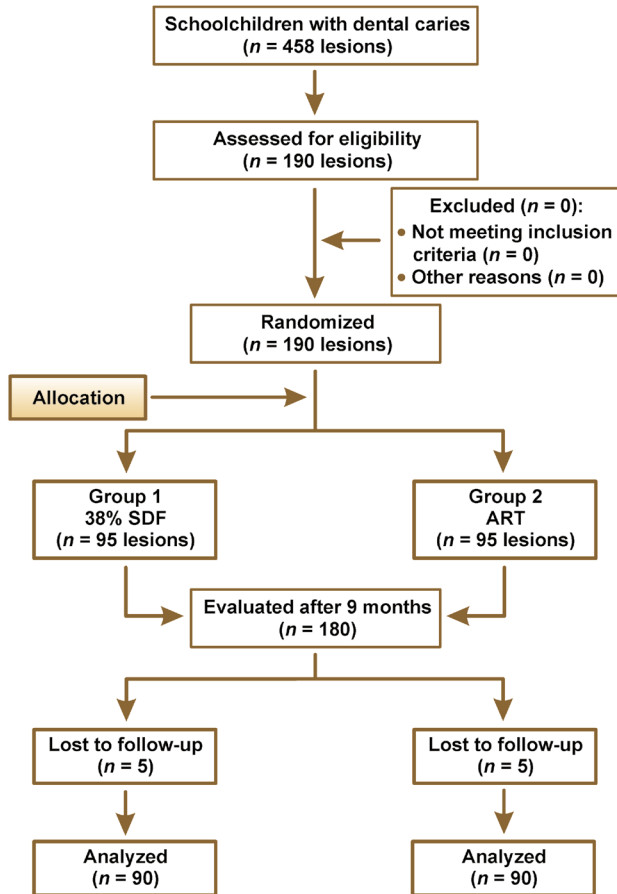 Schoolchildren with dental caries
(n = 458 lesions)
Assessed for eligibility
(n = 190 lesions)
Excluded (n = 0):
• Not meeting inclusion
criteria (n = 0)
• Other reasons (n = 0)
Randomized
(n = 190 lesions)
Allocation
Group 1
38% SDF
(n = 95 lesions)
Group 2
ART
(n = 95 lesions)
Evaluated after 9 months
(n = 180)
Lost to follow-up
(n = 5)
Lost to follow-up
(n = 5)
Analyzed
(n = 90)
Analyzed
(n = 90)